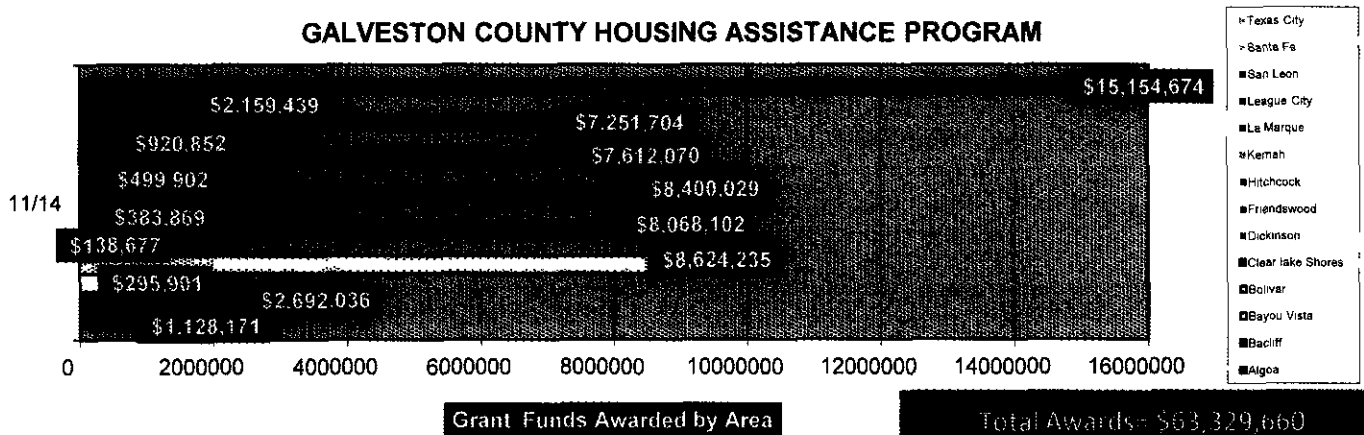 GALVESTON COUNTY HOUSING ASSISTANCE PROGRAM
$15,154,674
$2,159,439
$7,251,704
$920,852
$7,612,070
$499,902
$8,400,029
11/14
$383,869
$8,068,102
$138,677
$8,624,235
$295,901
$2,692,036
$1,128,171
0 2000000 4000000 6000000 8000000 10000000 12000000 14000000 16000000
Grant Funds Awarded by Area
Total Awards= $63,329,660
Texas City
Santa Fe
San Leon
League City
La Marque
Kemah
Hitchcock
Friendswood
Dickinson
Clear lake Shores
Bolivar
Bayou Vista
Bacliff
Algoa